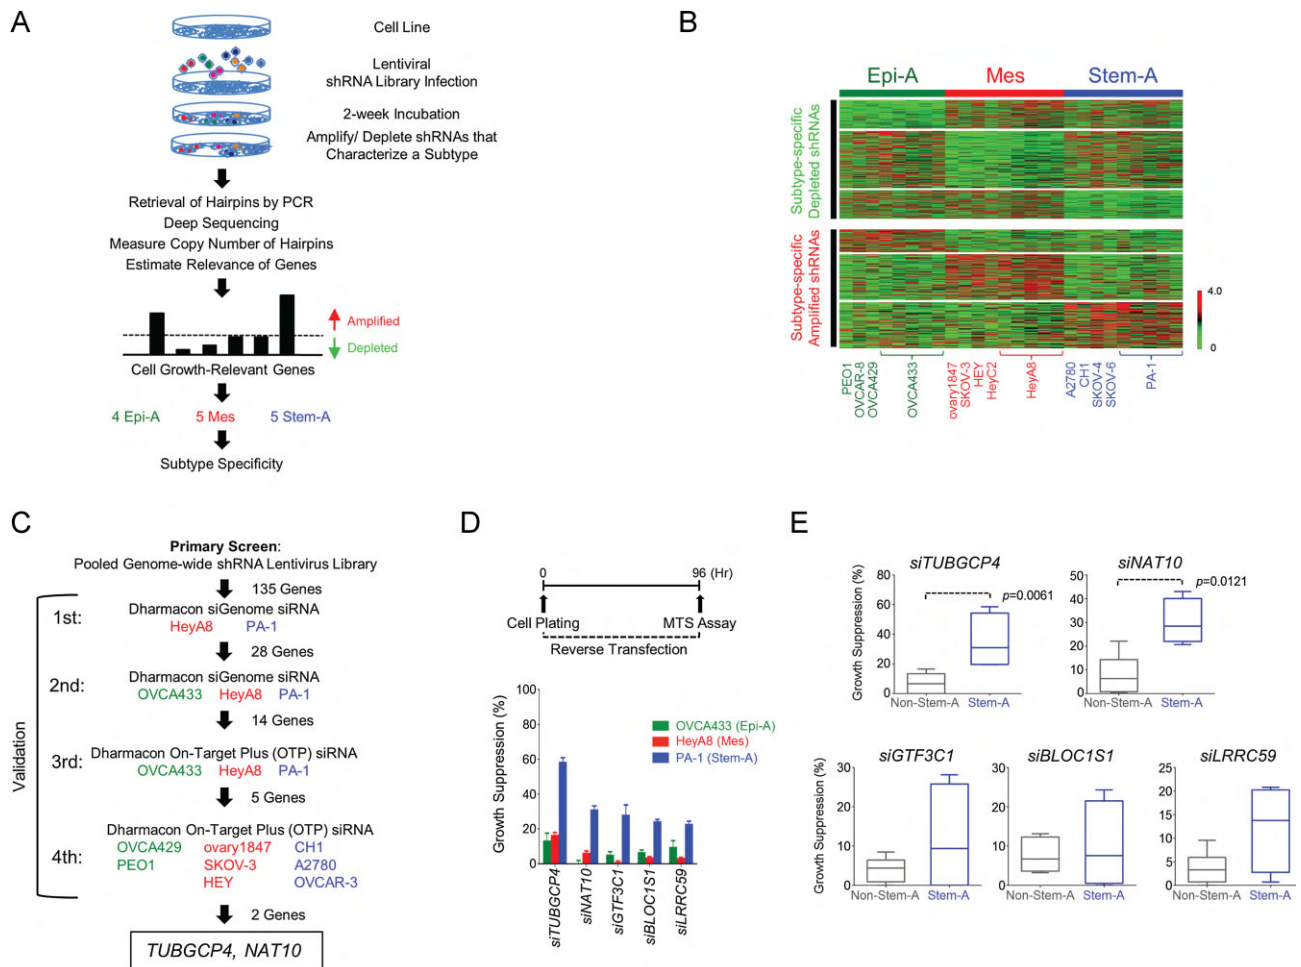 A
Cell Line
Lentiviral
shRNA Library Infection
2-week Incubation
Amplify/ Deplete shRNAs that
Characterize a Subtype
Retrieval of Hairpins by PCR
Deep Sequencing
Measure Copy Number of Hairpins
Estimate Relevance of Genes
Amplified
Depleted
Cell Growth-Relevant Genes
4 Epi-A 5 Mes 5 Stem-A
Subtype Specificity
B
Epi-A Mes Stem-A
Subtype-specific
Depleted shRNAs
Subtype-specific
Amplified shRNAs
4.0
0
PEO1
OVCAR-8
OVCA429
OVCA433
ovary1847
SKOV-3
HEY
HeyC2
HeyA8
A2780
CH1
SKOV-4
SKOV-6
PA-1
C
Primary Screen:
Pooled Genome-wide shRNA Lentivirus Library
135 Genes
Validation
1st:
Dharmacon siGenome siRNA
HeyA8 PA-1
28 Genes
2nd:
Dharmacon siGenome siRNA
OVCA433 HeyA8 PA-1
14 Genes
3rd:
Dharmacon On-Target Plus (OTP) siRNA
OVCA433 HeyA8 PA-1
5 Genes
4th:
Dharmacon On-Target Plus (OTP) siRNA
OVCA429 ovary1847 CH1
PEO1 SKOV-3 A2780
HEY OVCAR-3
2 Genes
TUBGCP4, NAT10
D
0 96 (Hr)
Cell Plating MTS Assay
Reverse Transfection
Growth Suppression (%)
100
80
60
40
20
0
OVCA433 (Epi-A)
HeyA8 (Mes)
PA-1 (Stem-A)
siTUBGCP4
siNAT10
siGTF3C1
siBLOC1S1
siLRRC59
E
siTUBGCP4
Growth Suppression (%)
80
60
40
20
0
p=0.0061
Non-Stem-A Stem-A
siNAT10
50
40
30
20
10
0
p=0.0121
Non-Stem-A Stem-A
siGTF3C1
Growth Suppression (%)
30
20
10
0
Non-Stem-A Stem-A
siBLOC1S1
30
20
10
0
Non-Stem-A Stem-A
siLRRC59
25
20
15
10
5
0
Non-Stem-A Stem-A